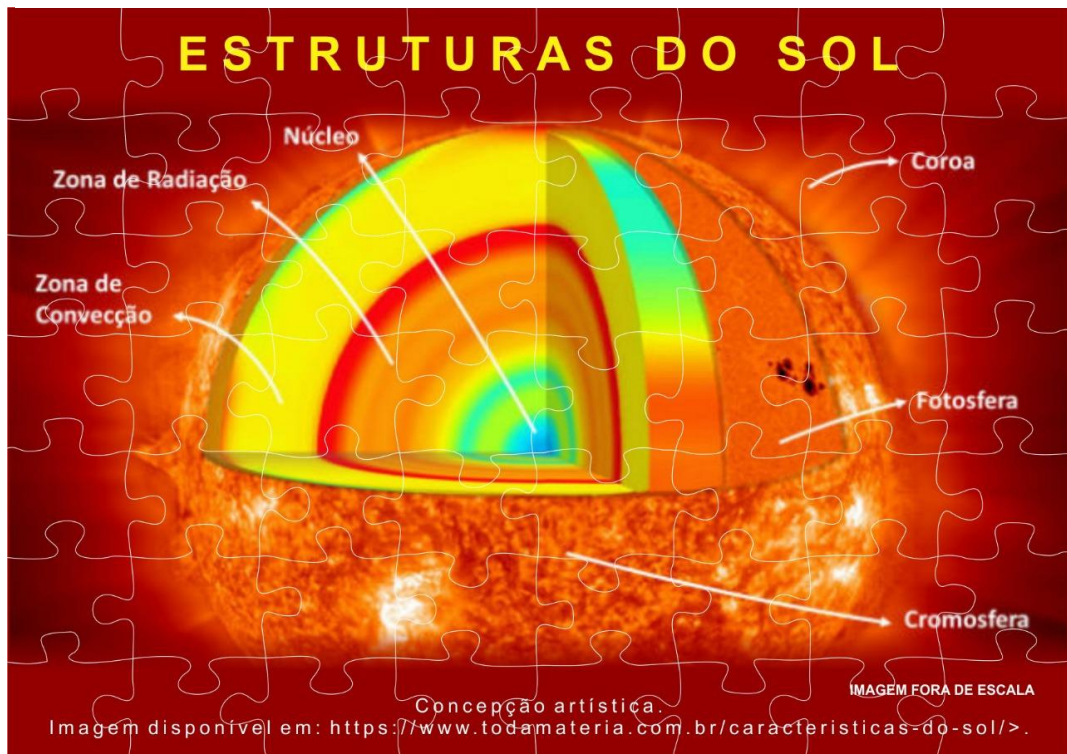 ESTRUTURAS DO SOL
Núcleo
Zona de Radiação
Zona de
Convecção
Coroa
Fotosfera
Cromosfera
IMAGEM FORA DE ESCALA
Concepção artística.
Imagem disponível em: https://www.todamateria.com.br/caracteristicas-do-sol/>.